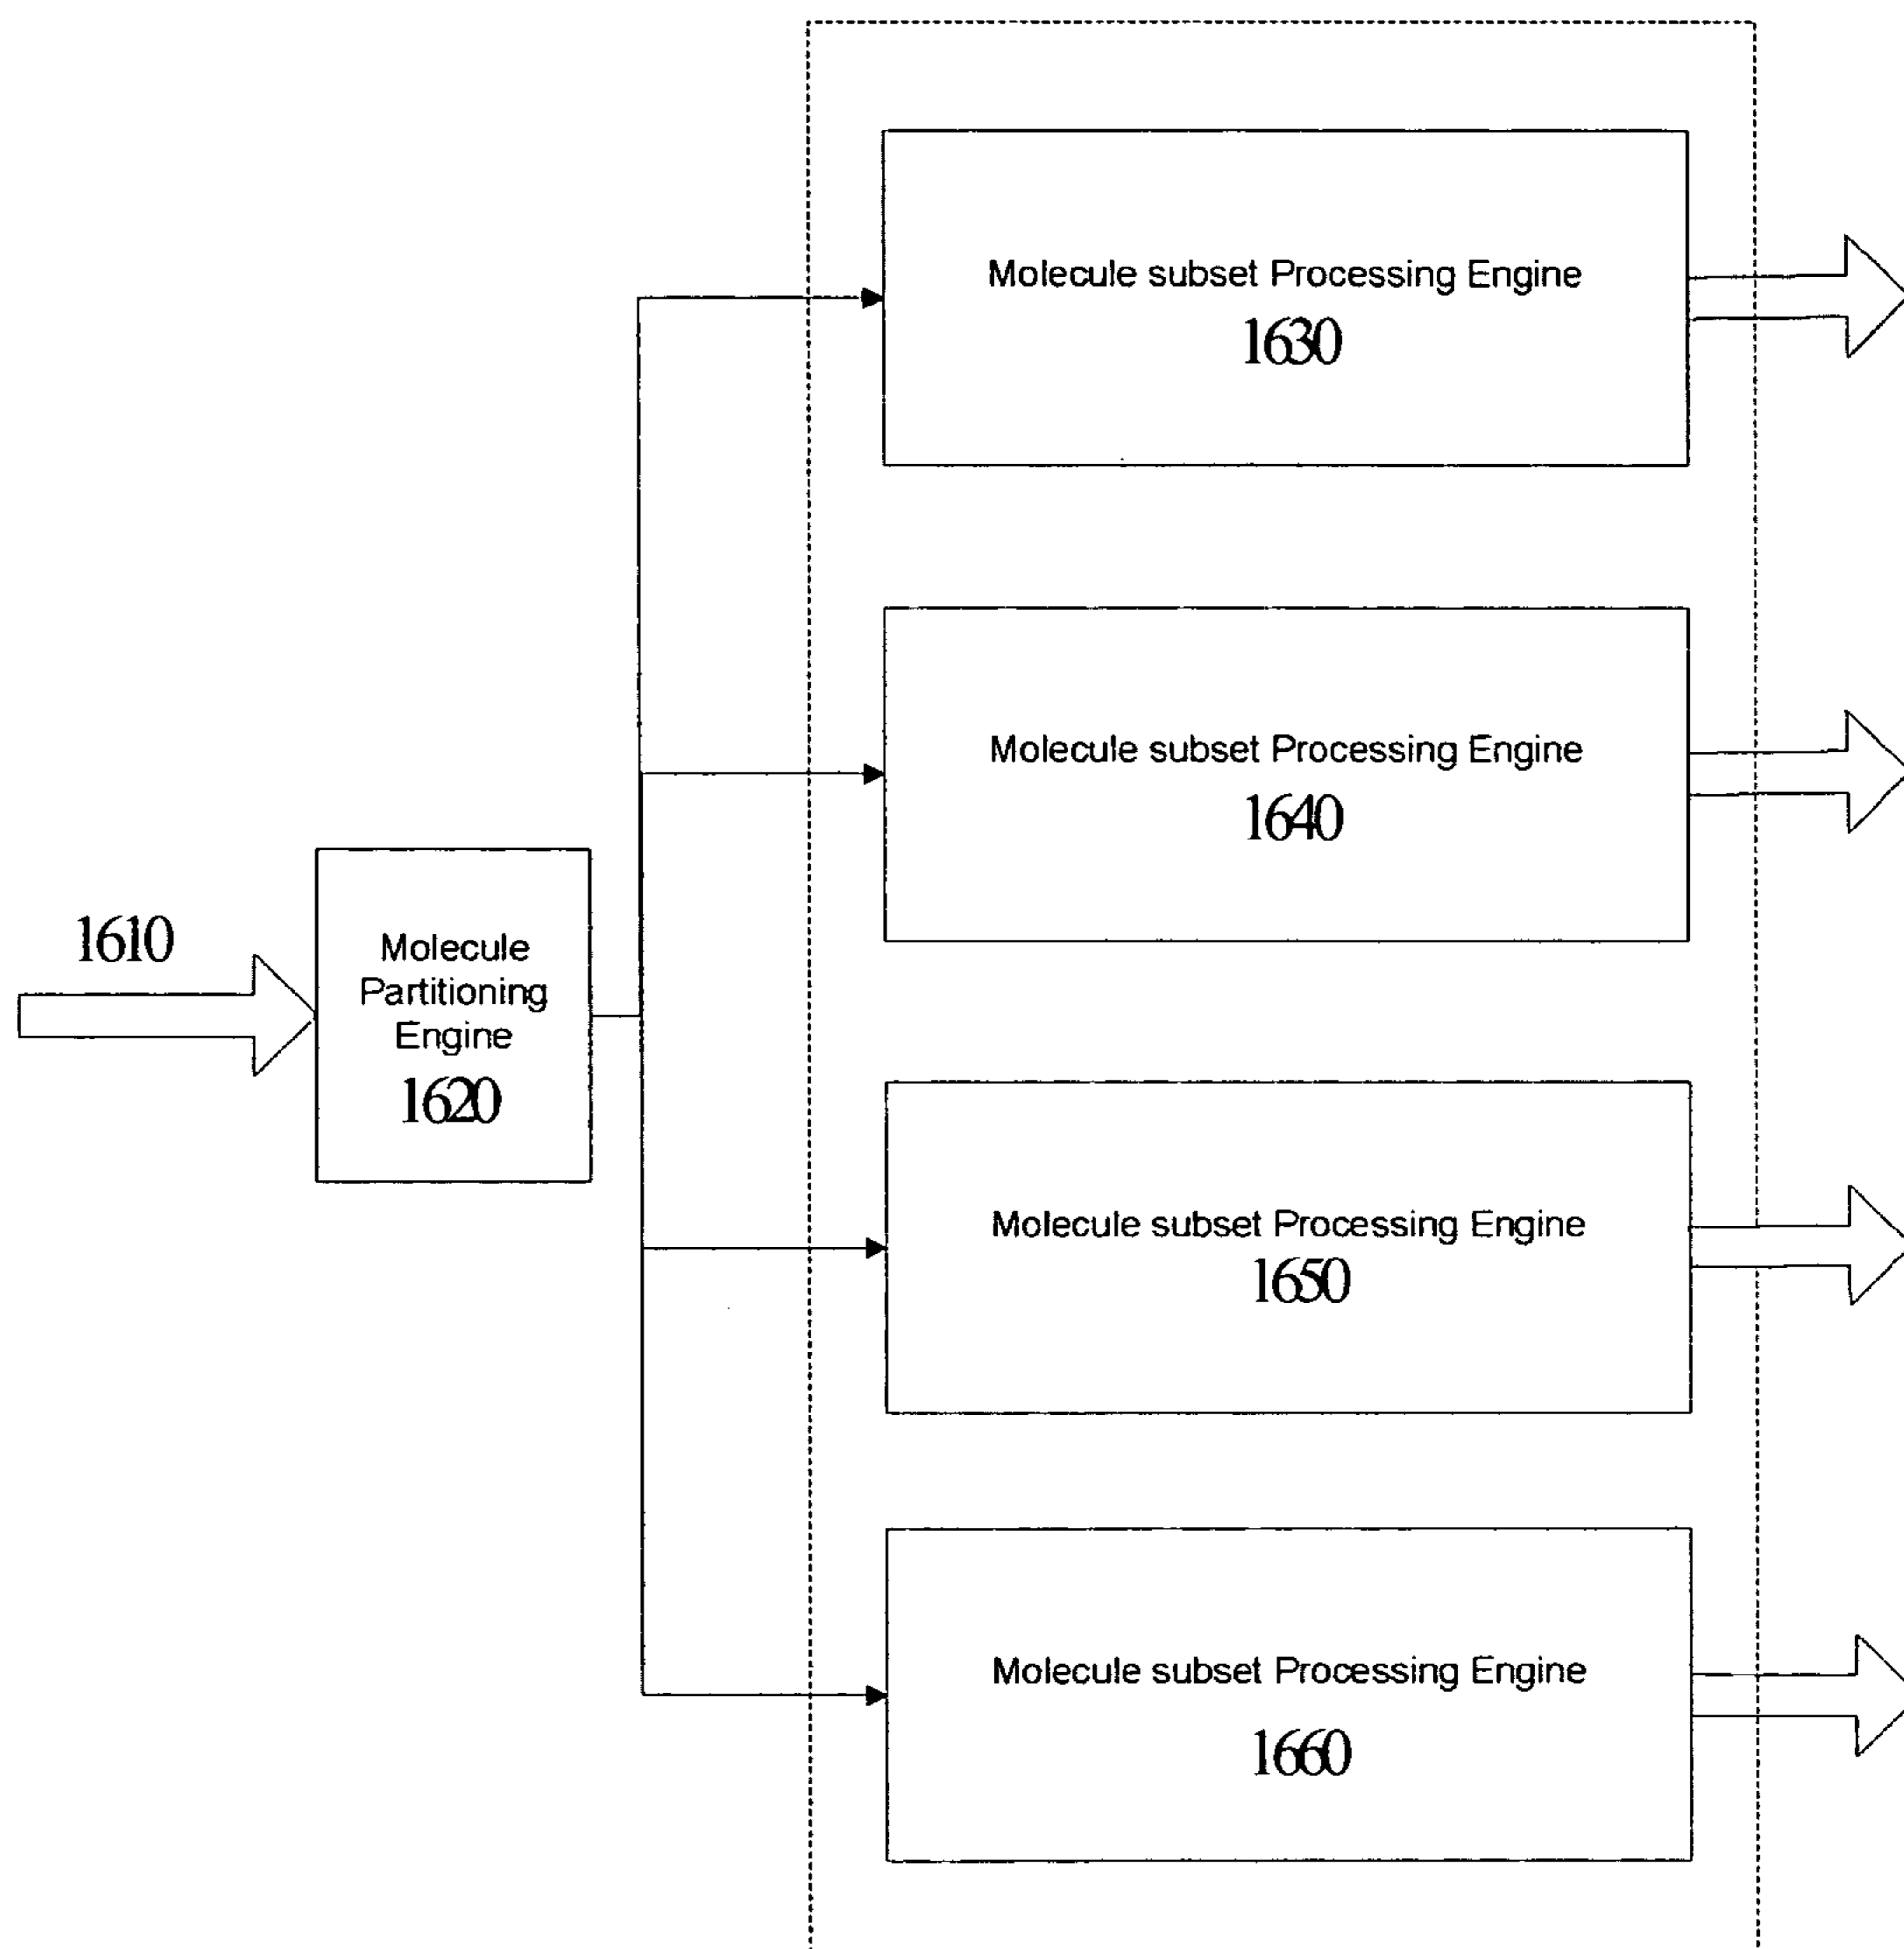 Molecule subset Processing Engine
1630
Molecule subset Processing Engine
1640
1610
Molecule
Partitioning
Engine
1620
Molecule subset Processing Engine
1650
Molecule subset Processing Engine
1660